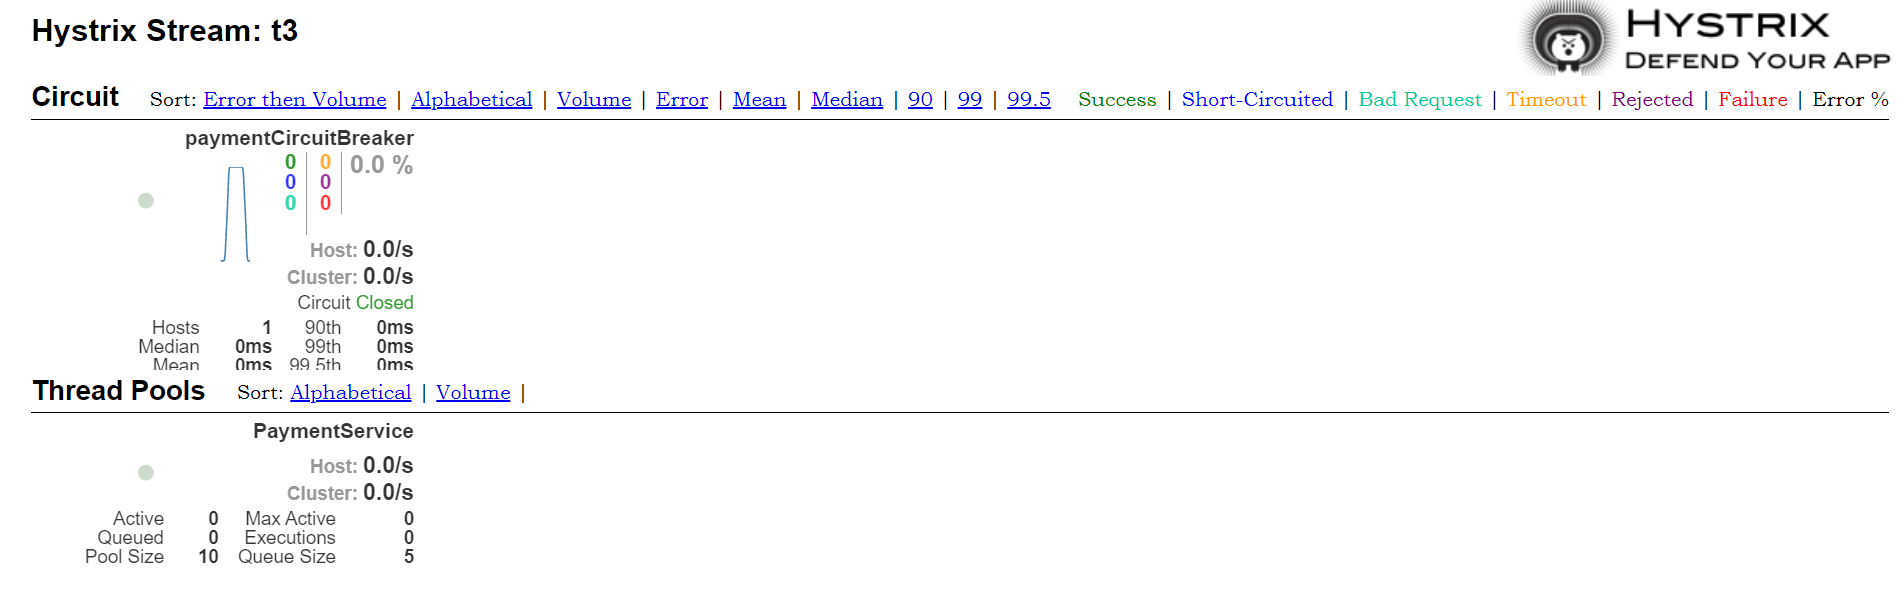 Hystrix Stream: t3
HYSTRIX
DEFEND YOUR APP
Circuit Sort: Error then Volume | Alphabetical | Volume | Error | Mean | Median | 90 | 99 | 99.5 Success | Short-Circuited | Bad Request | Timeout | Rejected | Failure | Error %
paymentCircuitBreaker
0 0 0.0 %
0 0
0 0
Host: 0.0/s
Cluster: 0.0/s
Circuit Closed
Hosts 1 90th 0ms
Median 0ms 99th 0ms
Mean 0ms 99.5th 0ms
Thread Pools Sort: Alphabetical | Volume |
PaymentService
Host: 0.0/s
Cluster: 0.0/s
Active 0 Max Active 0
Queued 0 Executions 0
Pool Size 10 Queue Size 5